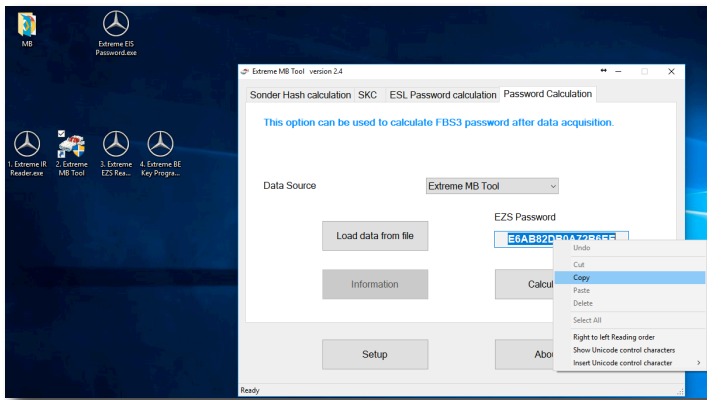 MB
Extreme EIS
Password.exe
1. Extreme IR
Reader.exe
2. Extreme
MB Tool
3. Extreme
EZS Rea...
4. Extreme BE
Key Progra...
Extreme MB Tool version 2.4
Sonder Hash calculation
SKC
ESL Password calculation
Password Calculation
This option can be used to calculate FBS3 password after data acquisition.
Data Source
Extreme MB Tool
EZS Password
Load data from file
Information
Calcul
Setup
Abou
Undo
Cut
Copy
Paste
Delete
Select All
Right to left Reading order
Show Unicode control characters
Insert Unicode control character
Ready